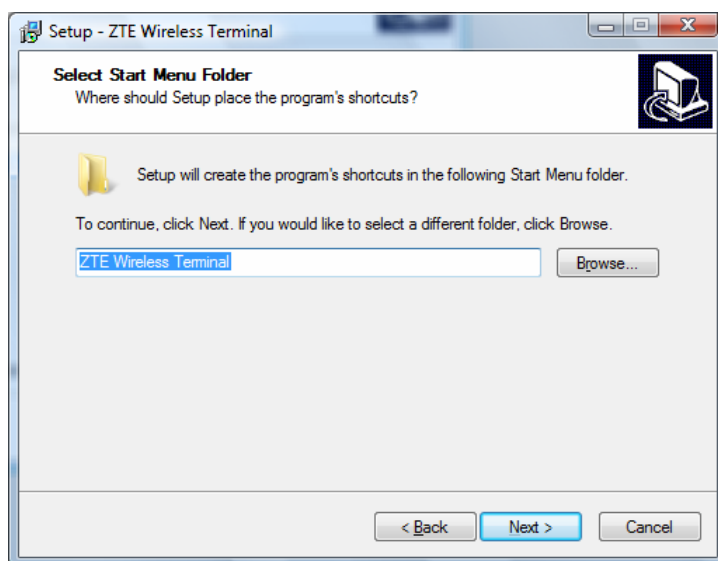 Setup - ZTE Wireless Terminal
Select Start Menu Folder
Where should Setup place the program's shortcuts?
Setup will create the program's shortcuts in the following Start Menu folder.
To continue, click Next. If you would like to select a different folder, click Browse.
ZTE Wireless Terminal
Browse...
< Back
Next >
Cancel